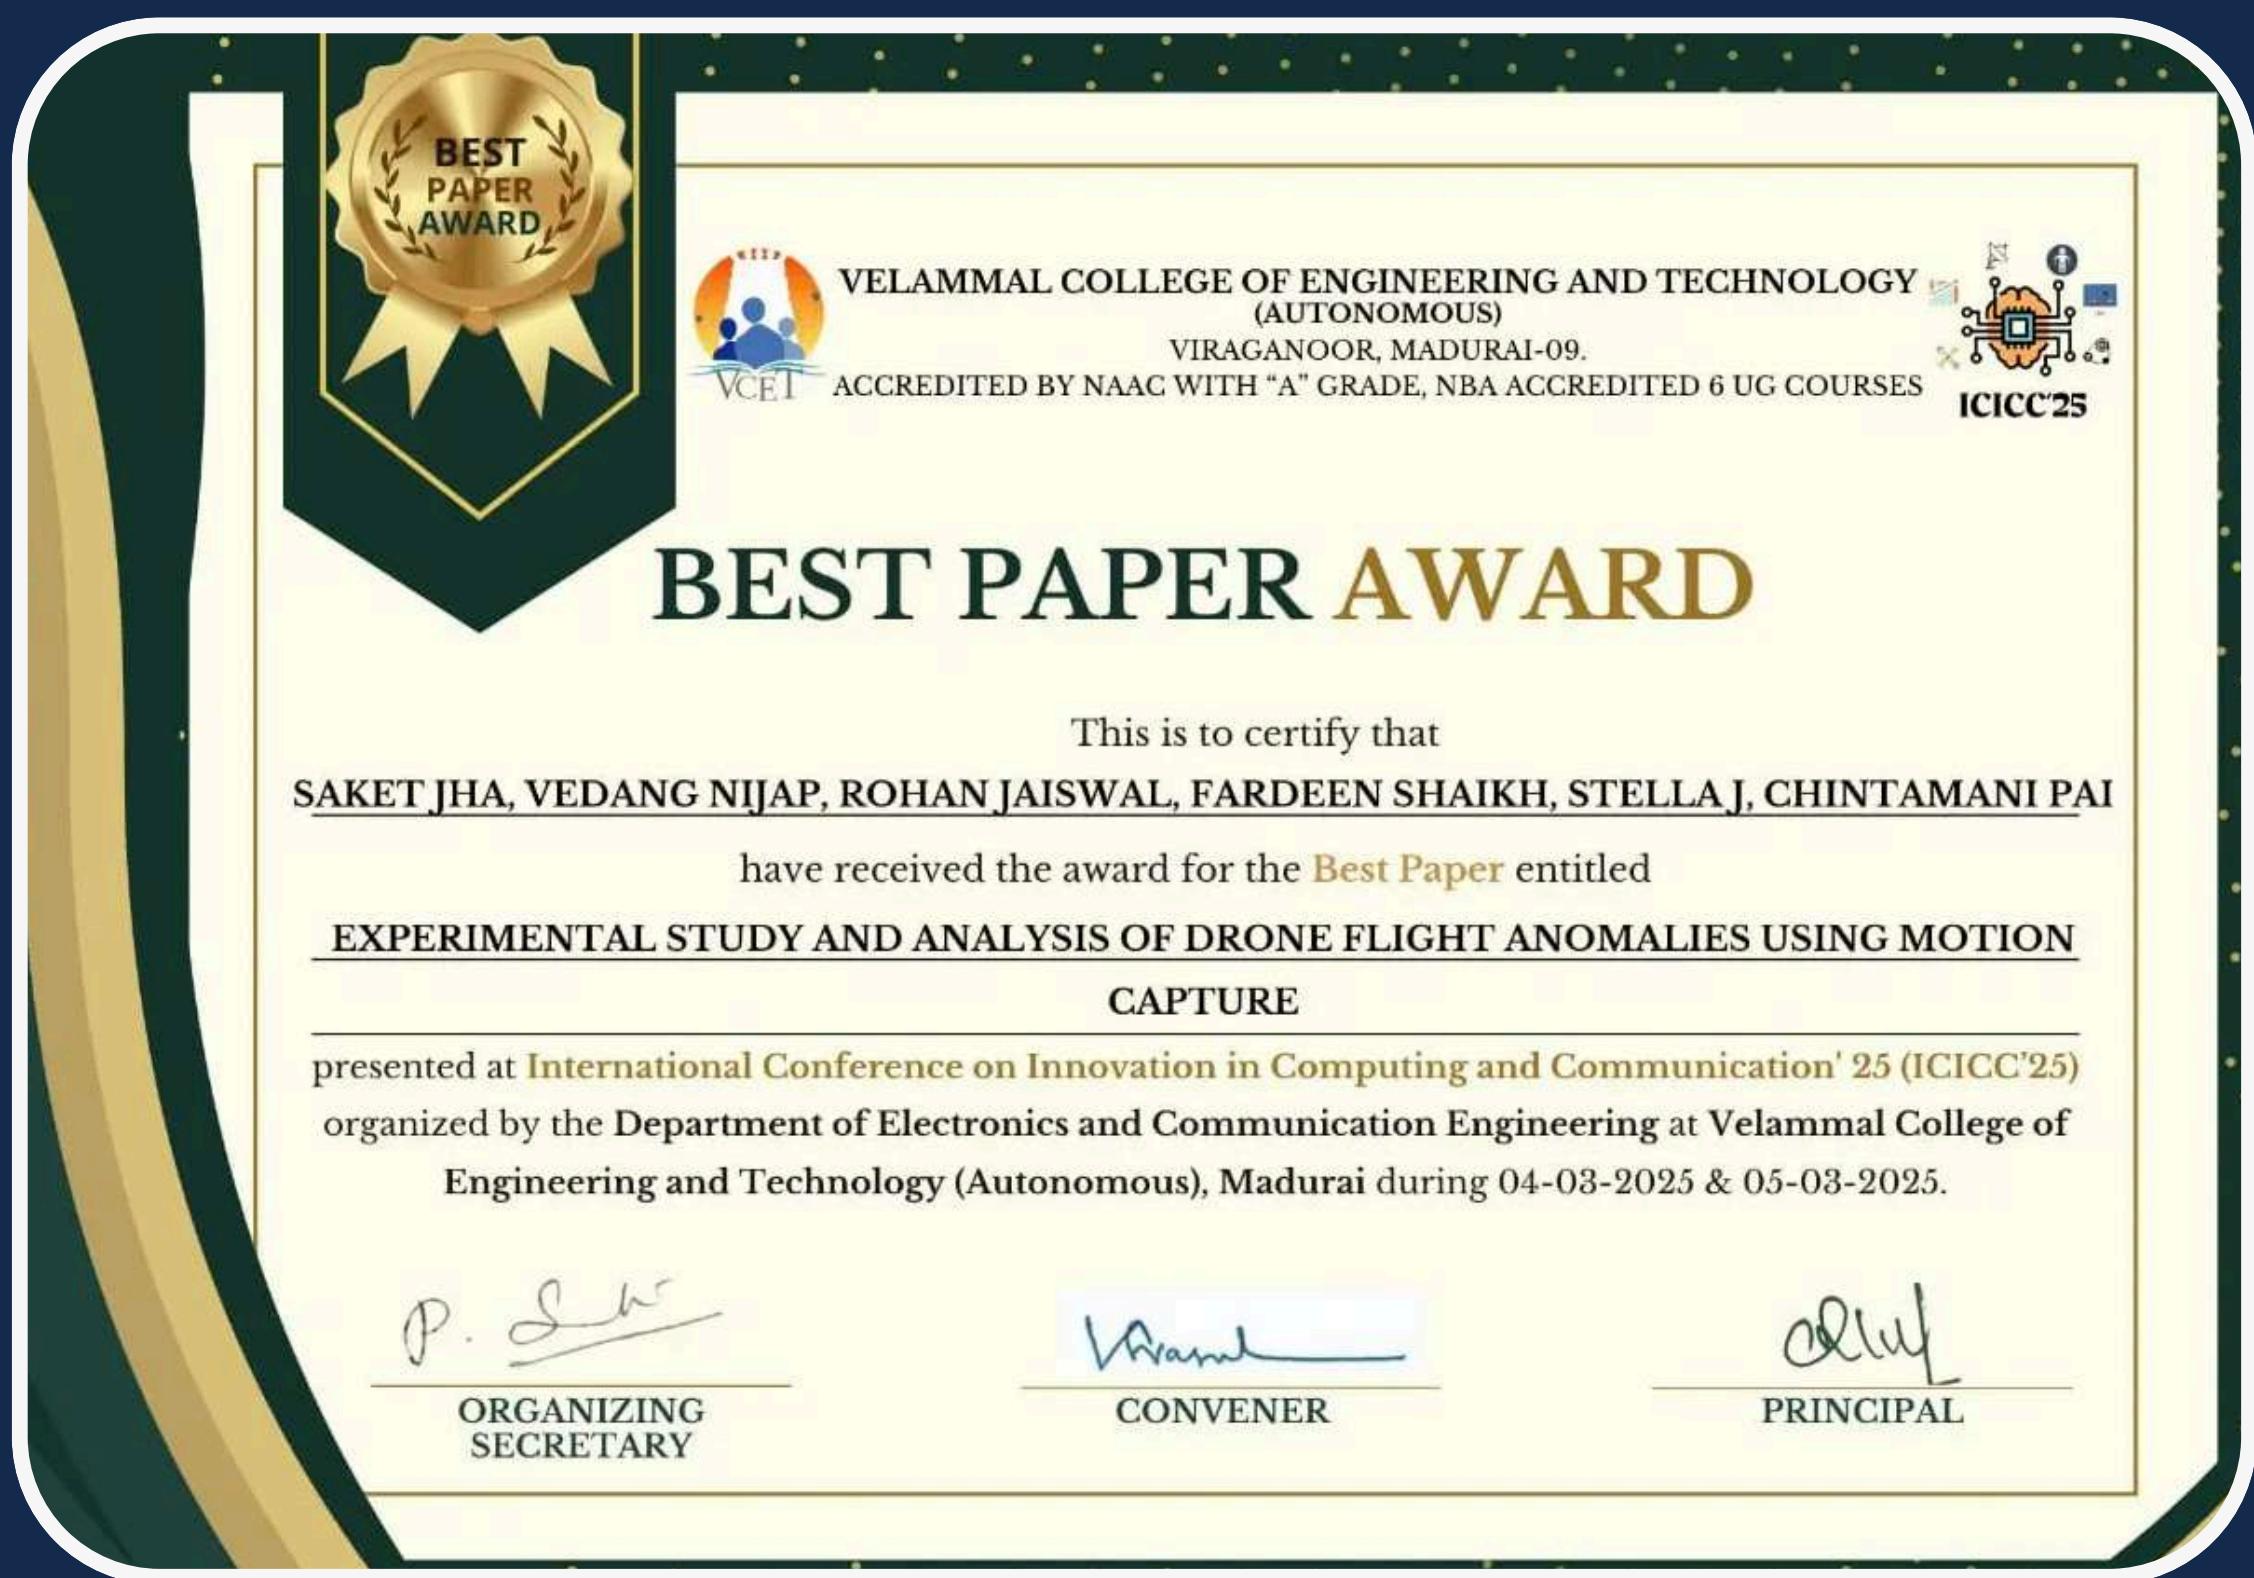 BEST
PAPER
AWARD
VELAMMAL COLLEGE OF ENGINEERING AND TECHNOLOGY
(AUTONOMOUS)
VIRAGANOOR, MADURAI-09.
ACCREDITED BY NAAC WITH “A” GRADE, NBA ACCREDITED 6 UG COURSES
VCET
ICICC'25
BEST PAPER AWARD
This is to certify that
SAKET JHA, VEDANG NIJAP, ROHAN JAISWAL, FARDEEN SHAIKH, STELLA J, CHINTAMANI PAI
have received the award for the Best Paper entitled
EXPERIMENTAL STUDY AND ANALYSIS OF DRONE FLIGHT ANOMALIES USING MOTION
CAPTURE
presented at International Conference on Innovation in Computing and Communication' 25 (ICICC’25)
organized by the Department of Electronics and Communication Engineering at Velammal College of
Engineering and Technology (Autonomous), Madurai during 04-03-2025 & 05-03-2025.
ORGANIZING
SECRETARY
CONVENER
PRINCIPAL